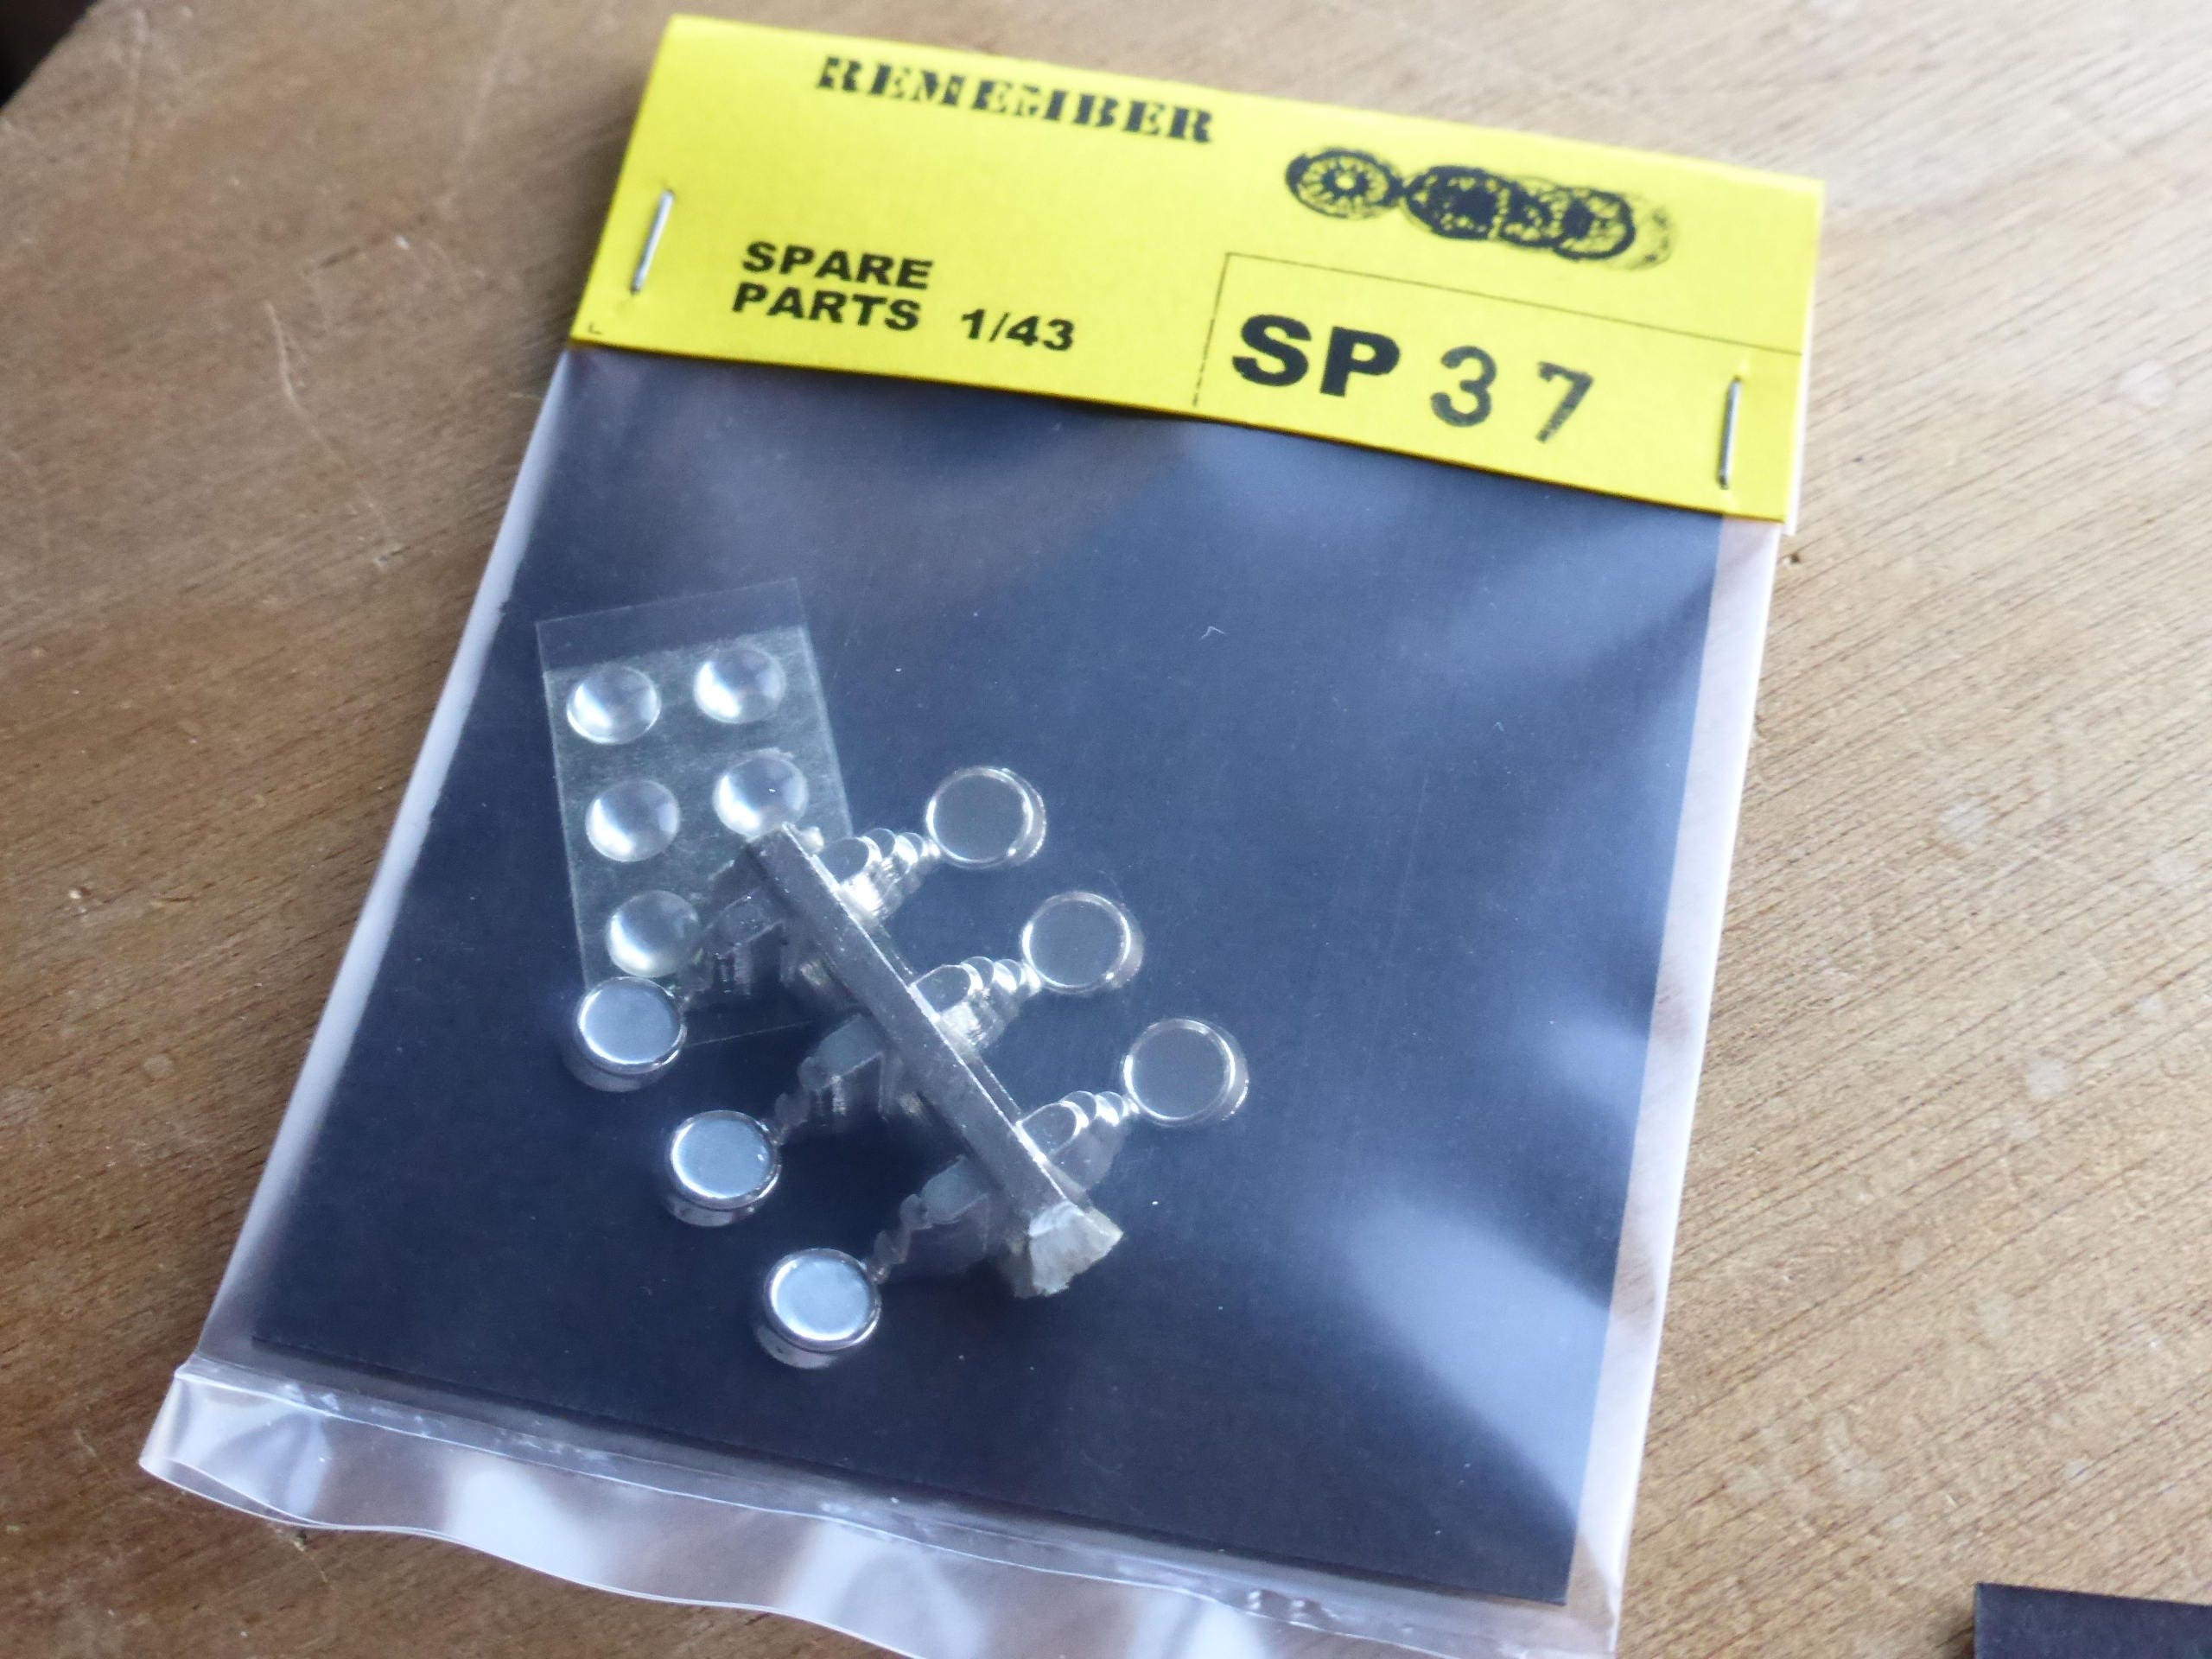 REMEMBER
SPARE
PARTS 1/43
SP 37